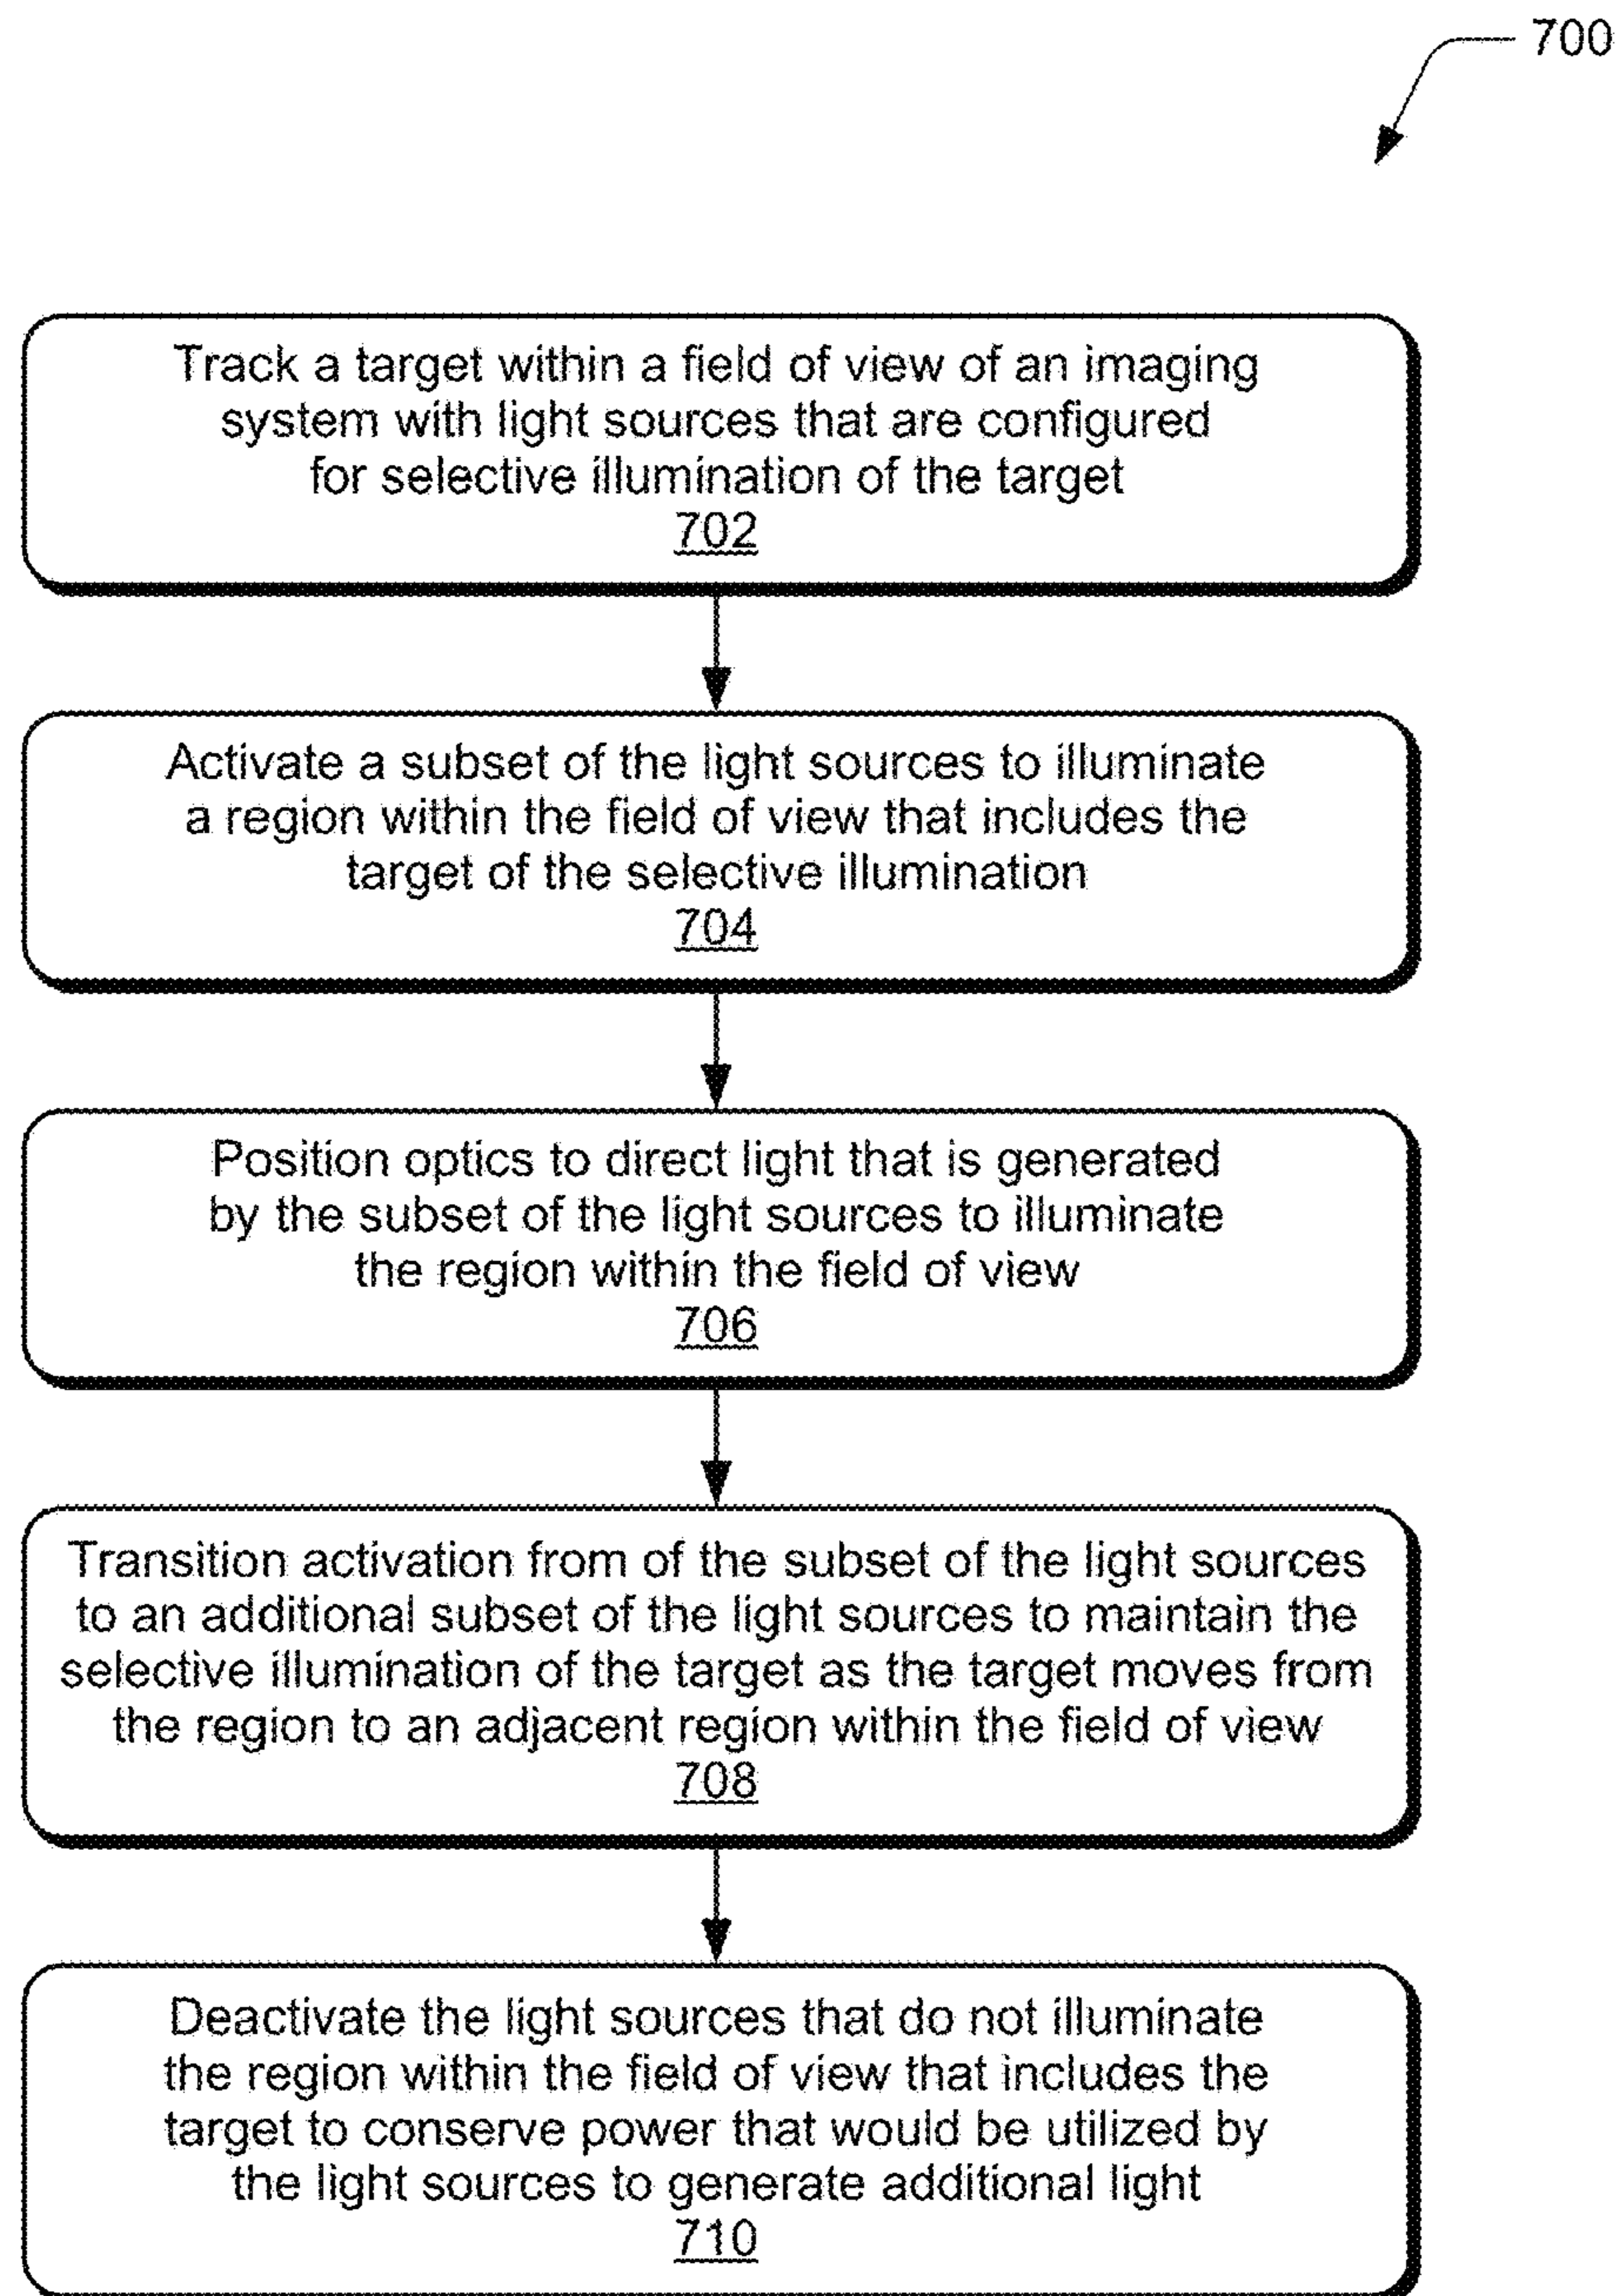 700
Track a target within a field of view of an imaging
system with light sources that are configured
for selective illumination of the target
702
Activate a subset of the light sources to illuminate
a region within the field of view that includes the
target of the selective illumination
704
Position optics to direct light that is generated
by the subset of the light sources to illuminate
the region within the field of view
706
Transition activation from of the subset of the light sources
to an additional subset of the light sources to maintain the
selective illumination of the target as the target moves from
the region to an adjacent region within the field of view
708
Deactivate the light sources that do not illuminate
the region within the field of view that includes the
target to conserve power that would be utilized by
the light sources to generate additional light
710